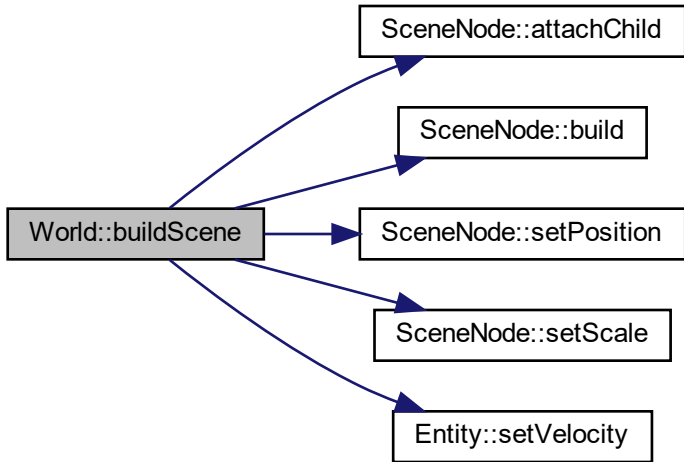 SceneNode::attachChild
SceneNode::build
World::buildScene
SceneNode::setPosition
SceneNode::setScale
Entity::setVelocity